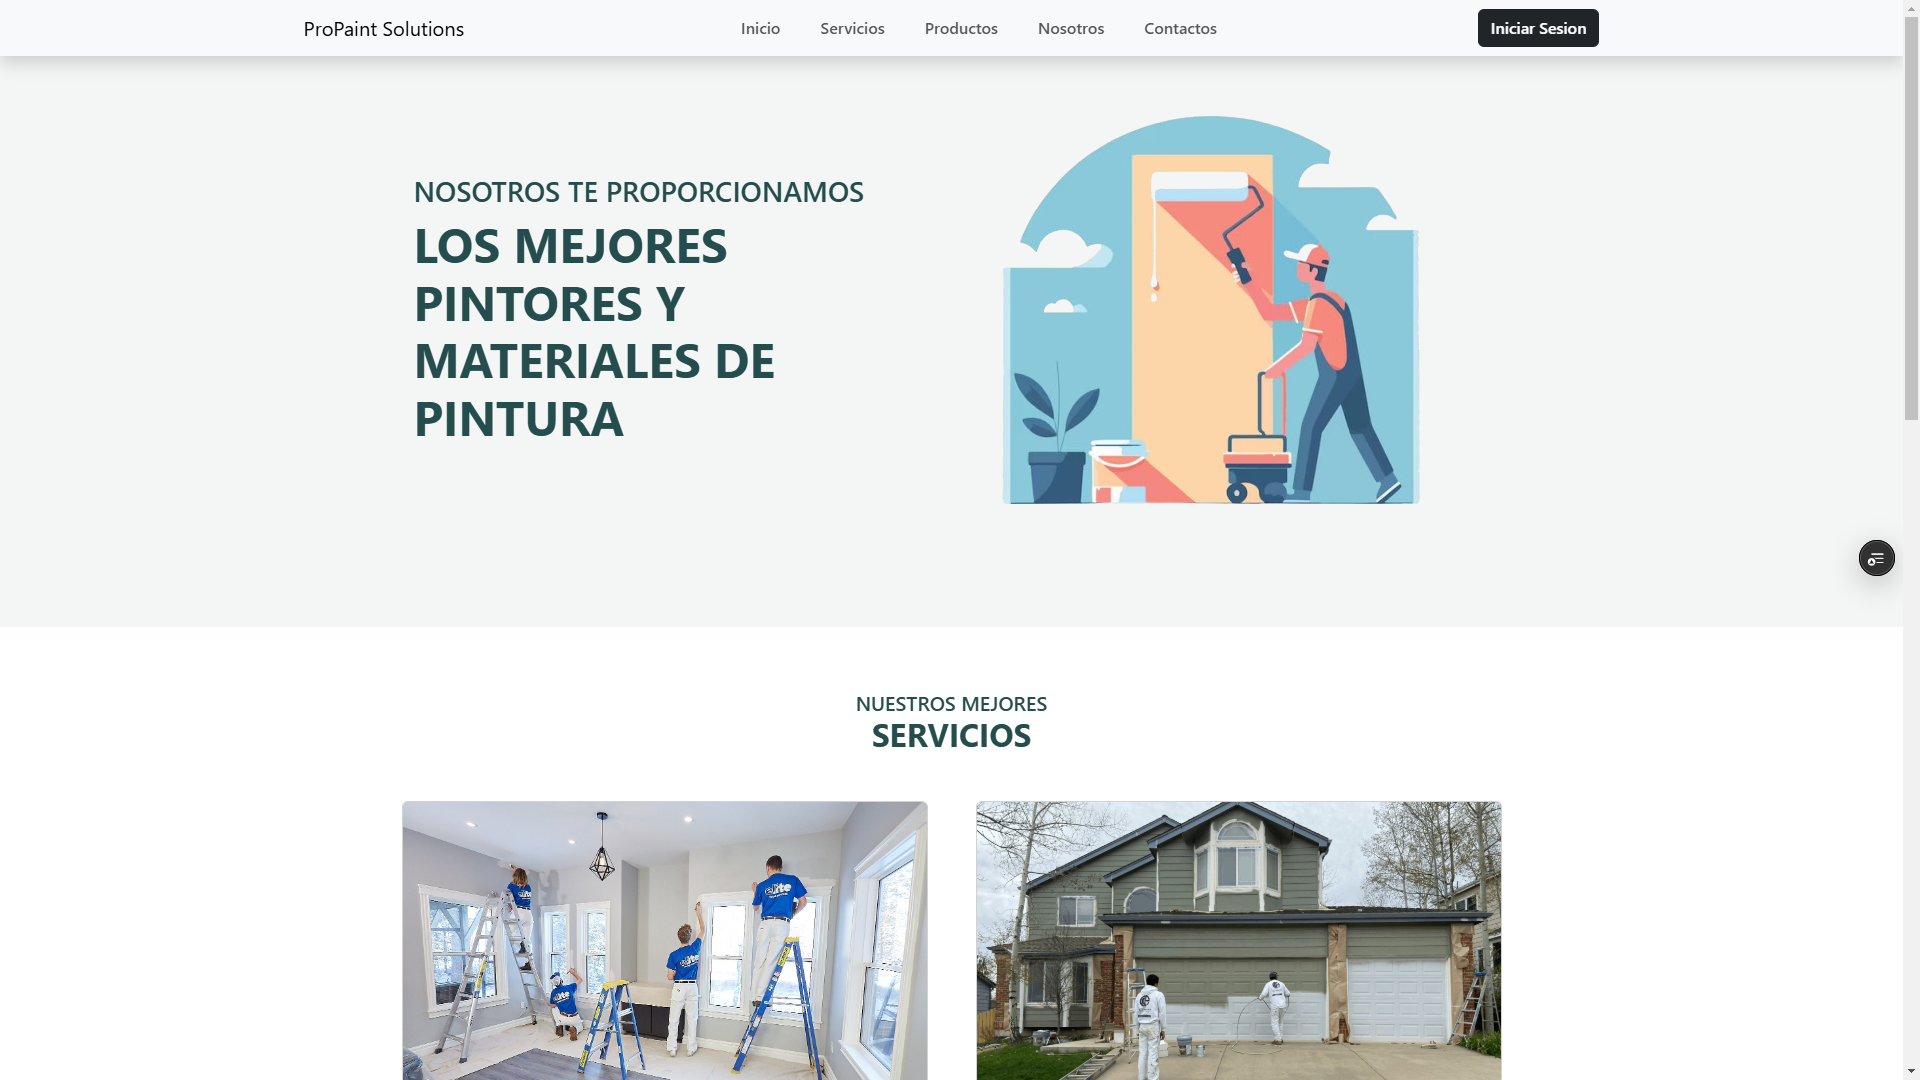 ProPaint Solutions
Inicio
Servicios
Productos
Nosotros
Contactos
Iniciar Sesion
NOSOTROS TE PROPORCIONAMOS
LOS MEJORES
PINTORES Y
MATERIALES DE
PINTURA
NUESTROS MEJORES
SERVICIOS